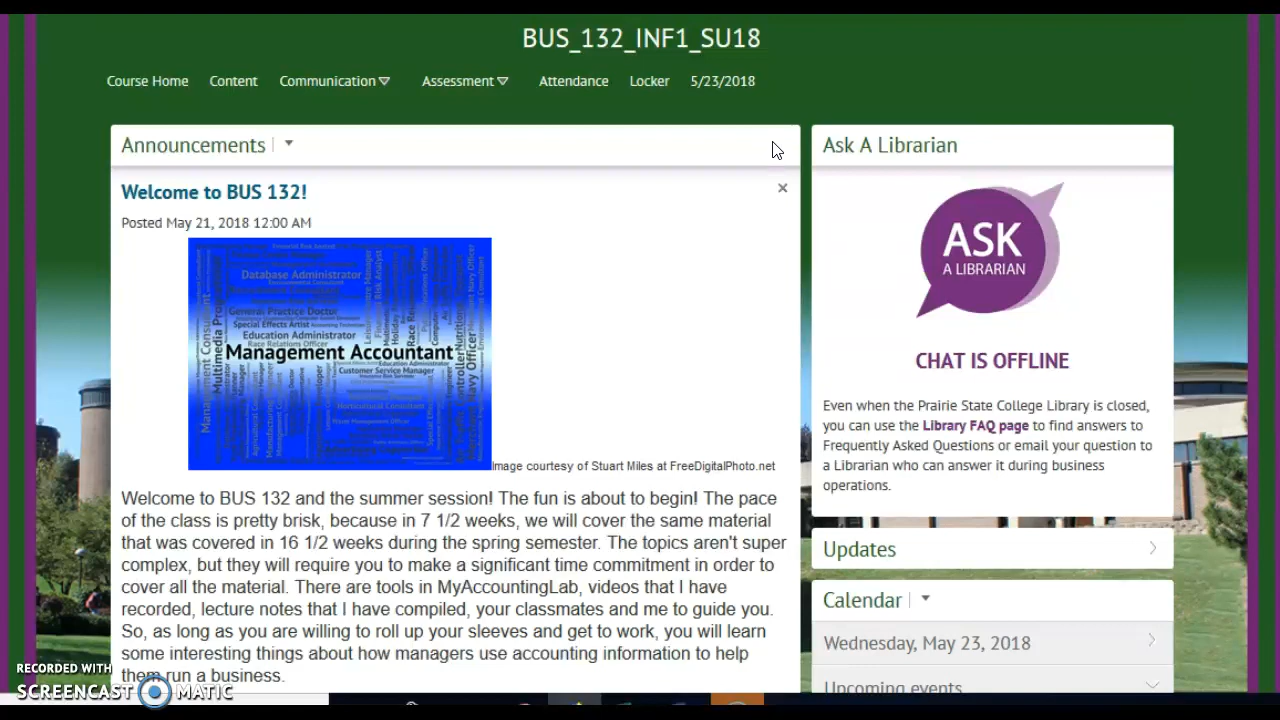 BUS_132_INF1_SU18
Course Home Content Communication Assessment Attendance Locker 5/23/2018
Announcements
Welcome to BUS 132!
Posted May 21, 2018 12:00 AM
Database Administrator
General Practice Doctor
Special Effects Artist
Education Administrator
Race Relations Officer
Management Accountant
Customer Service Manager
Management Consultant
Multimedia Programmer
Image courtesy of Stuart Miles at FreeDigitalPhoto.net
Welcome to BUS 132 and the summer session! The fun is about to begin! The pace
of the class is pretty brisk, because in 7 1/2 weeks, we will cover the same material
that was covered in 16 1/2 weeks during the spring semester. The topics aren't super
complex, but they will require you to make a significant time commitment in order to
cover all the material. There are tools in MyAccountingLab, videos that I have
recorded, lecture notes that I have compiled, your classmates and me to guide you.
So, as long as you are willing to roll up your sleeves and get to work, you will learn
some interesting things about how managers use accounting information to help
them run a business.
Ask A Librarian
ASK
A LIBRARIAN
CHAT IS OFFLINE
Even when the Prairie State College Library is closed,
you can use the Library FAQ page to find answers to
Frequently Asked Questions or email your question to
a Librarian who can answer it during business
operations.
Updates
Calendar
Wednesday, May 23, 2018
Upcoming events
RECORDED WITH
SCREENCAST MATIC